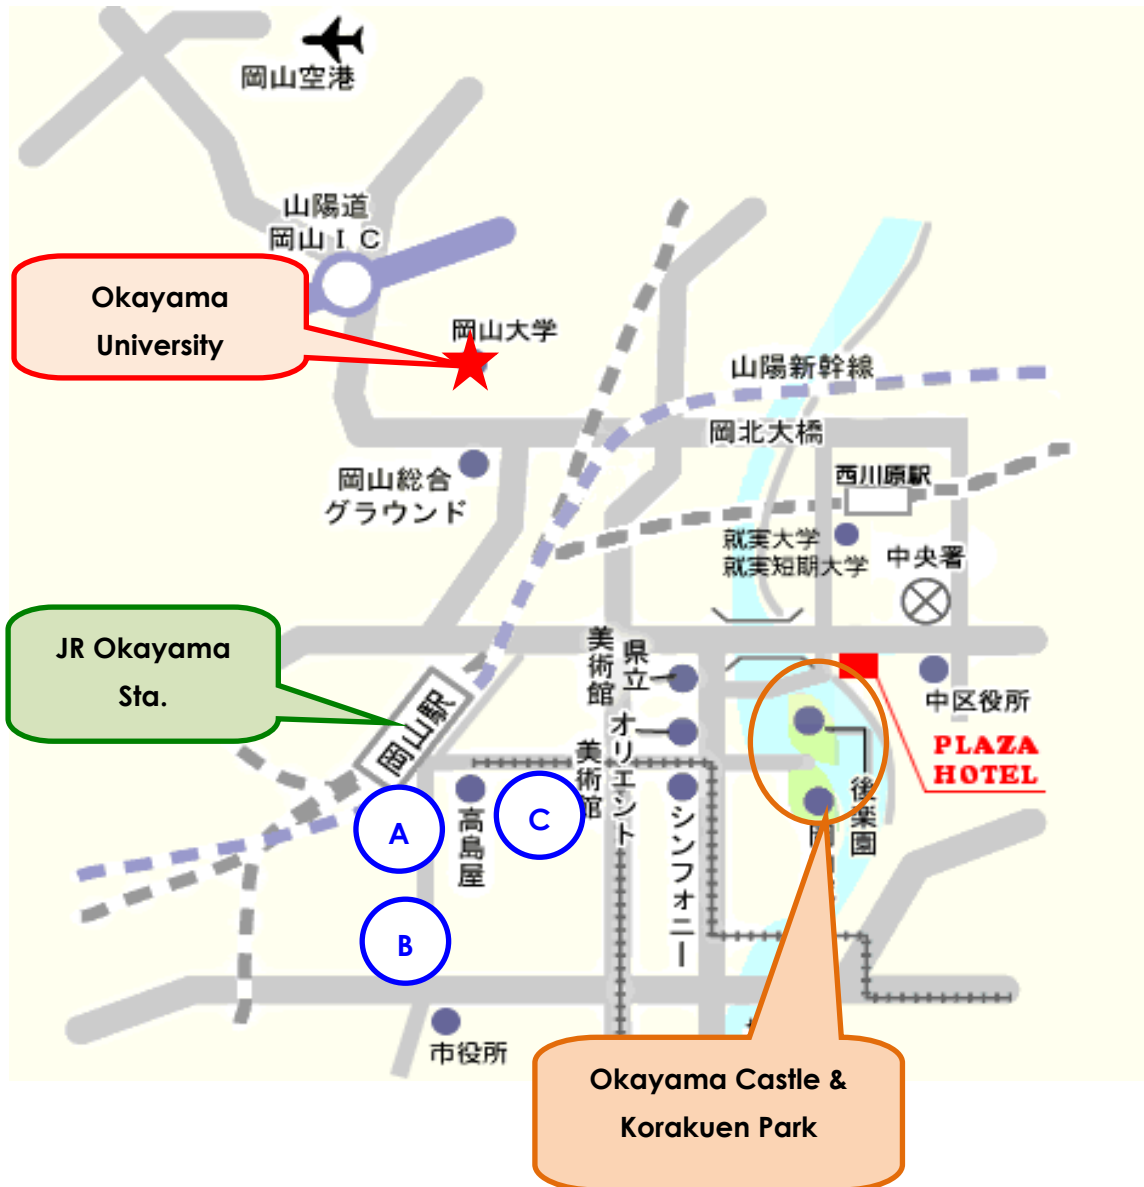 岡山空港
山陽道
岡山ＩＣ
Okayama
University
岡山大学
山陽新幹線
岡北大橋
岡山総合
グラウンド
西川原駅
就実大学
就実短期大学
中央署
JR Okayama
Sta.
岡山駅
県立
美術館
オリエント
美術館
中区役所
PLAZA
HOTEL
後楽園
高島屋
シンフォニー
A
B
C
市役所
Okayama Castle &
Korakuen Park